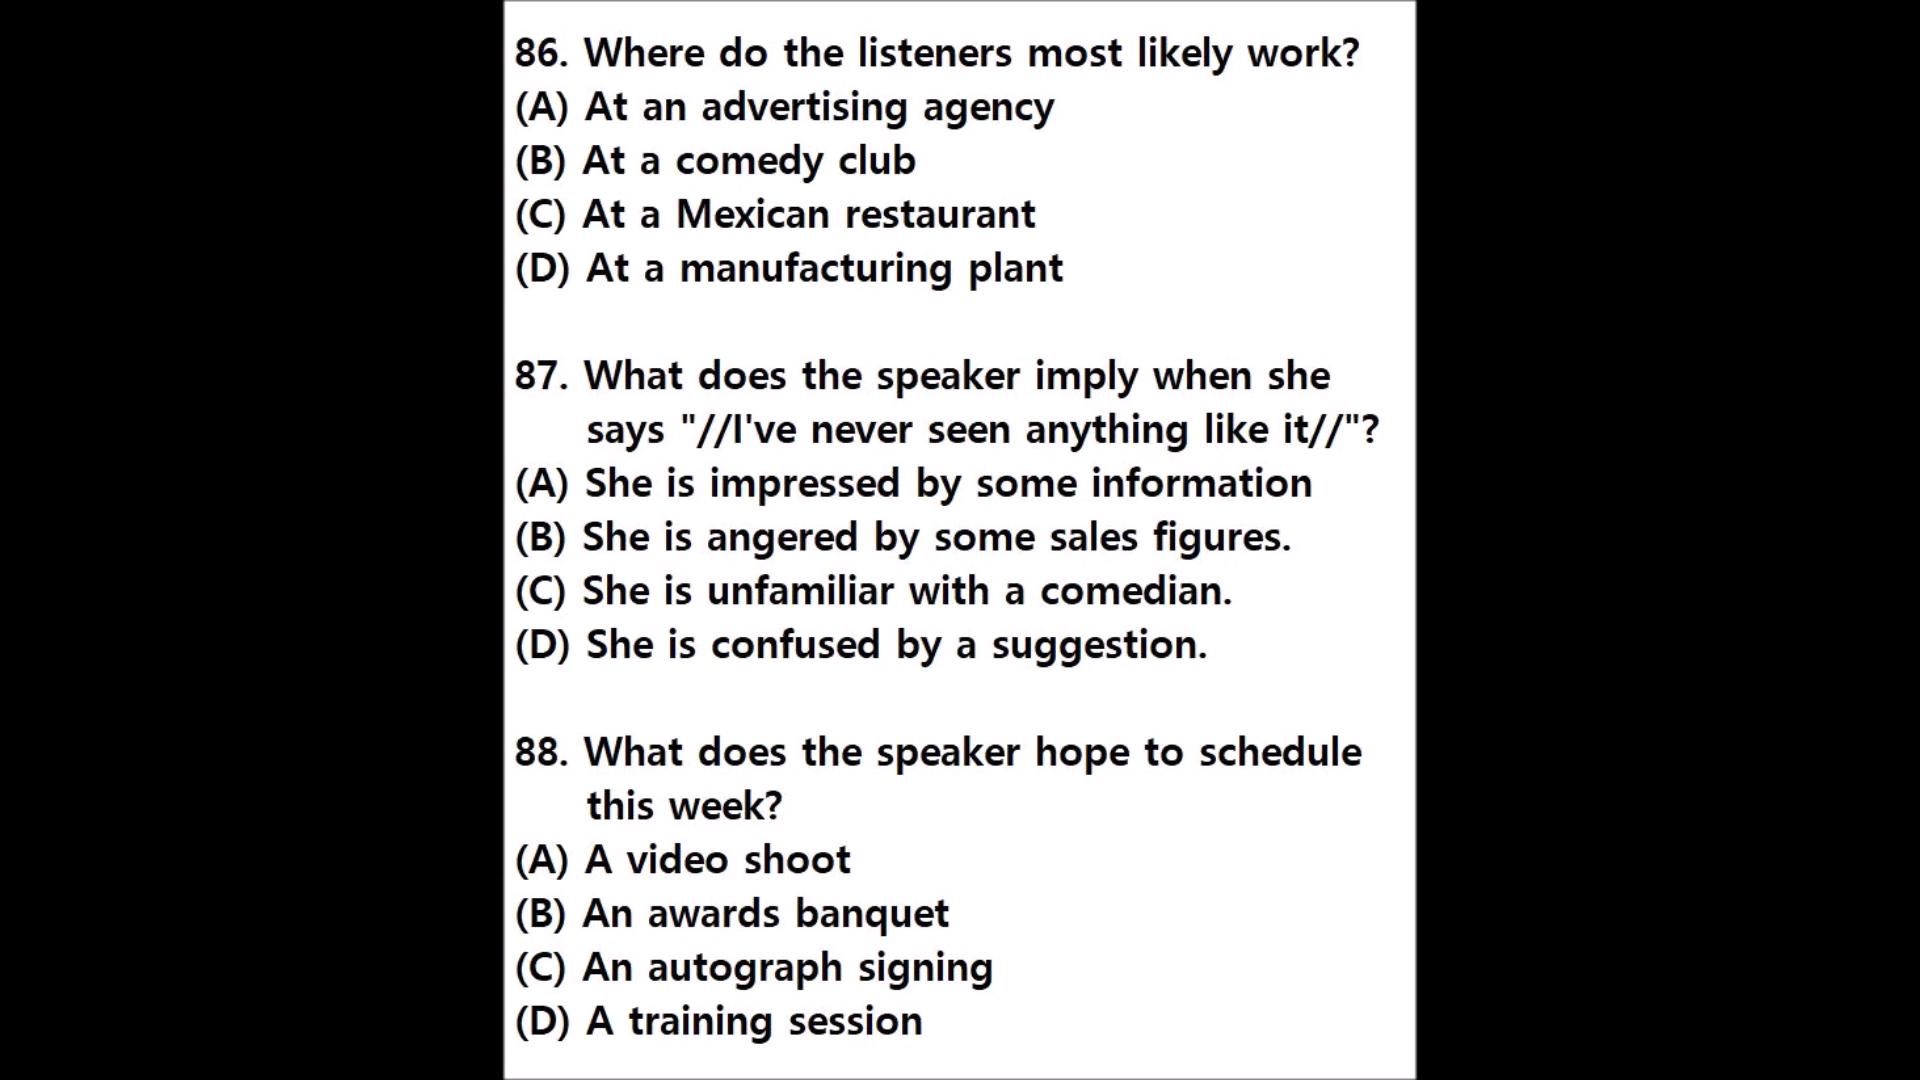 86. Where do the listeners most likely work?
(A) At an advertising agency
(B) At a comedy club
(C) At a Mexican restaurant
(D) At a manufacturing plant
87. What does the speaker imply when she
says "//I've never seen anything like it//"?
(A) She is impressed by some information
(B) She is angered by some sales figures.
(C) She is unfamiliar with a comedian.
(D) She is confused by a suggestion.
88. What does the speaker hope to schedule
this week?
(A) A video shoot
(B) An awards banquet
(C) An autograph signing
(D) A training session